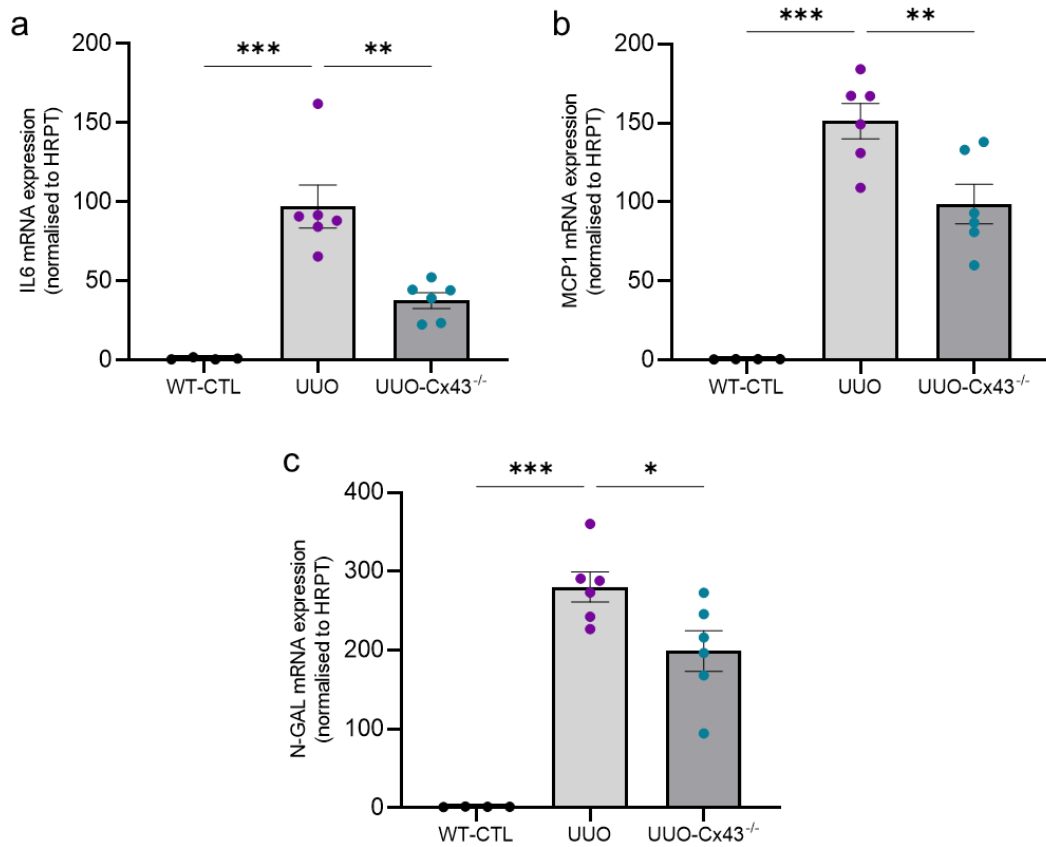 a
*** **
IL6 mRNA expression
(normalised to HRPT)
200
150
100
50
0
WT-CTL UUO UUO-Cx43-/-
b
*** **
MCP1 mRNA expression
(normalised to HRPT)
200
150
100
50
0
WT-CTL UUO UUO-Cx43-/-
c
*** *
N-GAL mRNA expression
(normalised to HRPT)
400
300
200
100
0
WT-CTL UUO UUO-Cx43-/-